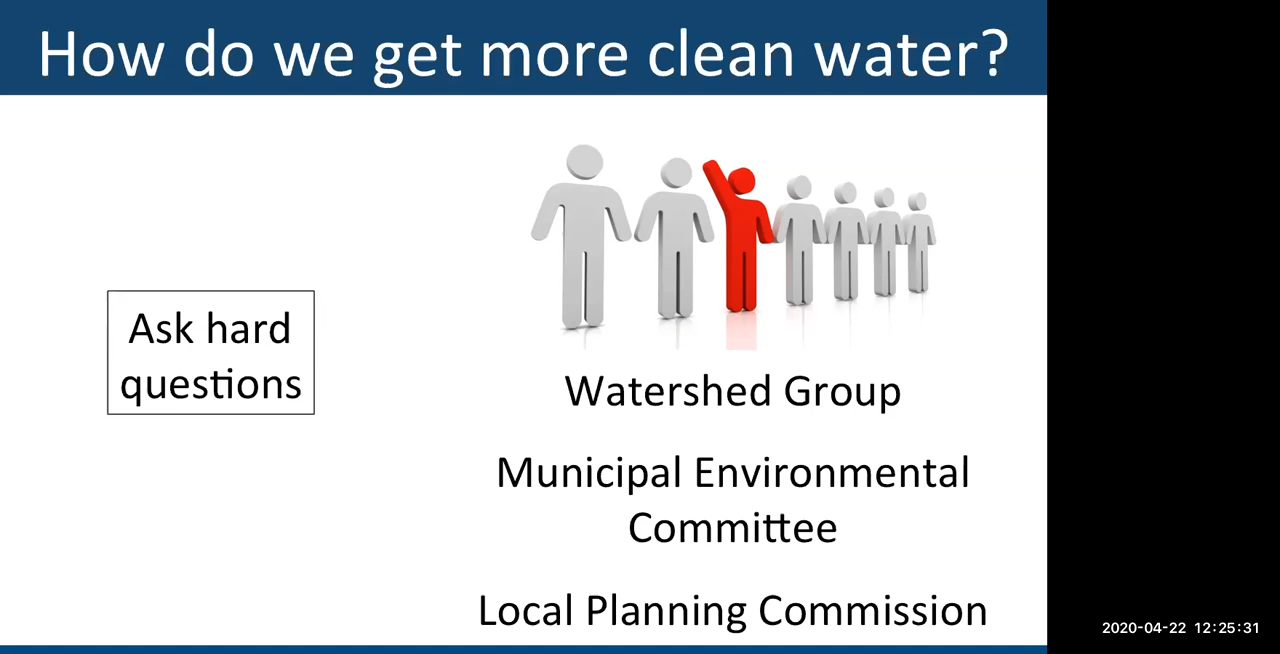 How do we get more clean water?
Ask hard
questions
Watershed Group
Municipal Environmental
Committee
Local Planning Commission
2020-04-22 12:25:31